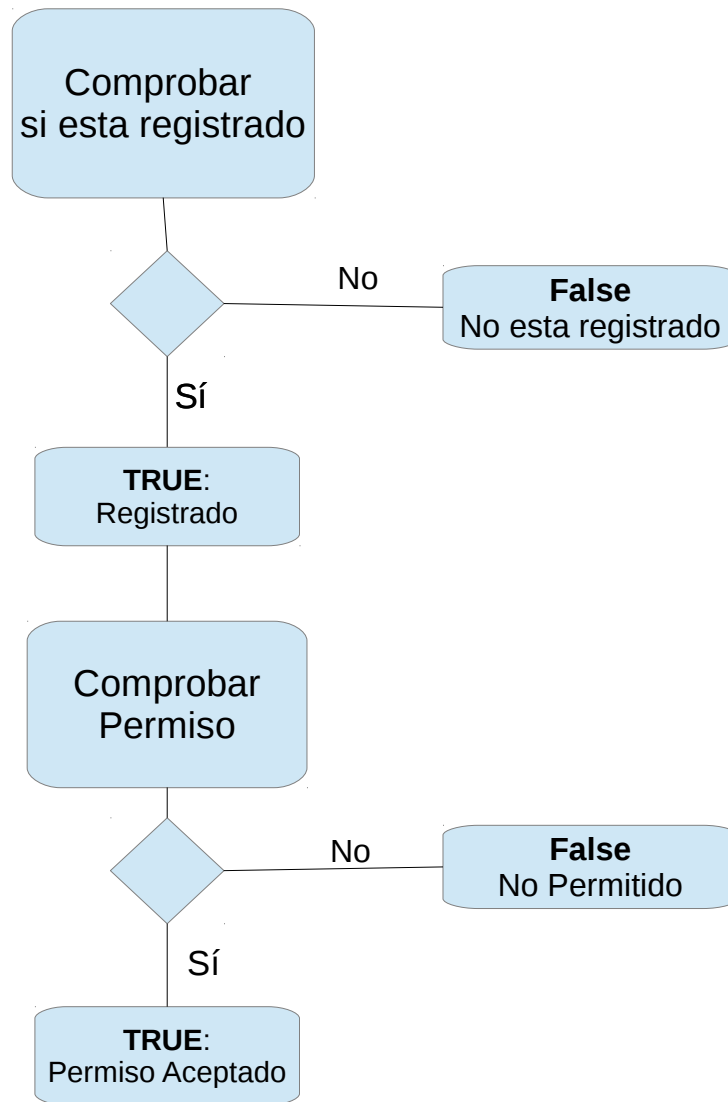 Comprobar
si esta registrado
No
False
No esta registrado
Sí
TRUE:
Registrado
Comprobar
Permiso
No
False
No Permitido
Sí
TRUE:
Permiso Aceptado